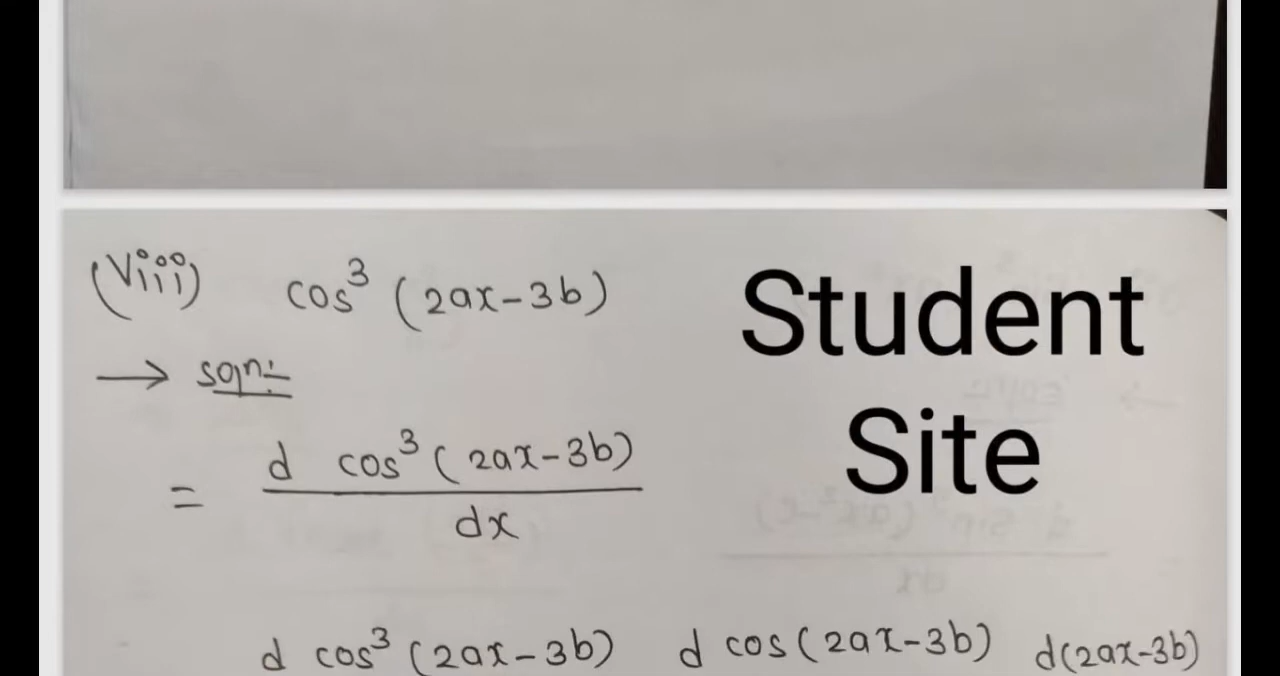 (viii) cos³ (2ax-3b)
→ soln:-
= d cos³ (2ax-3b)
dx
d cos³ (2ax-3b) d cos (2ax-3b) d(2ax-3b)
Student
Site